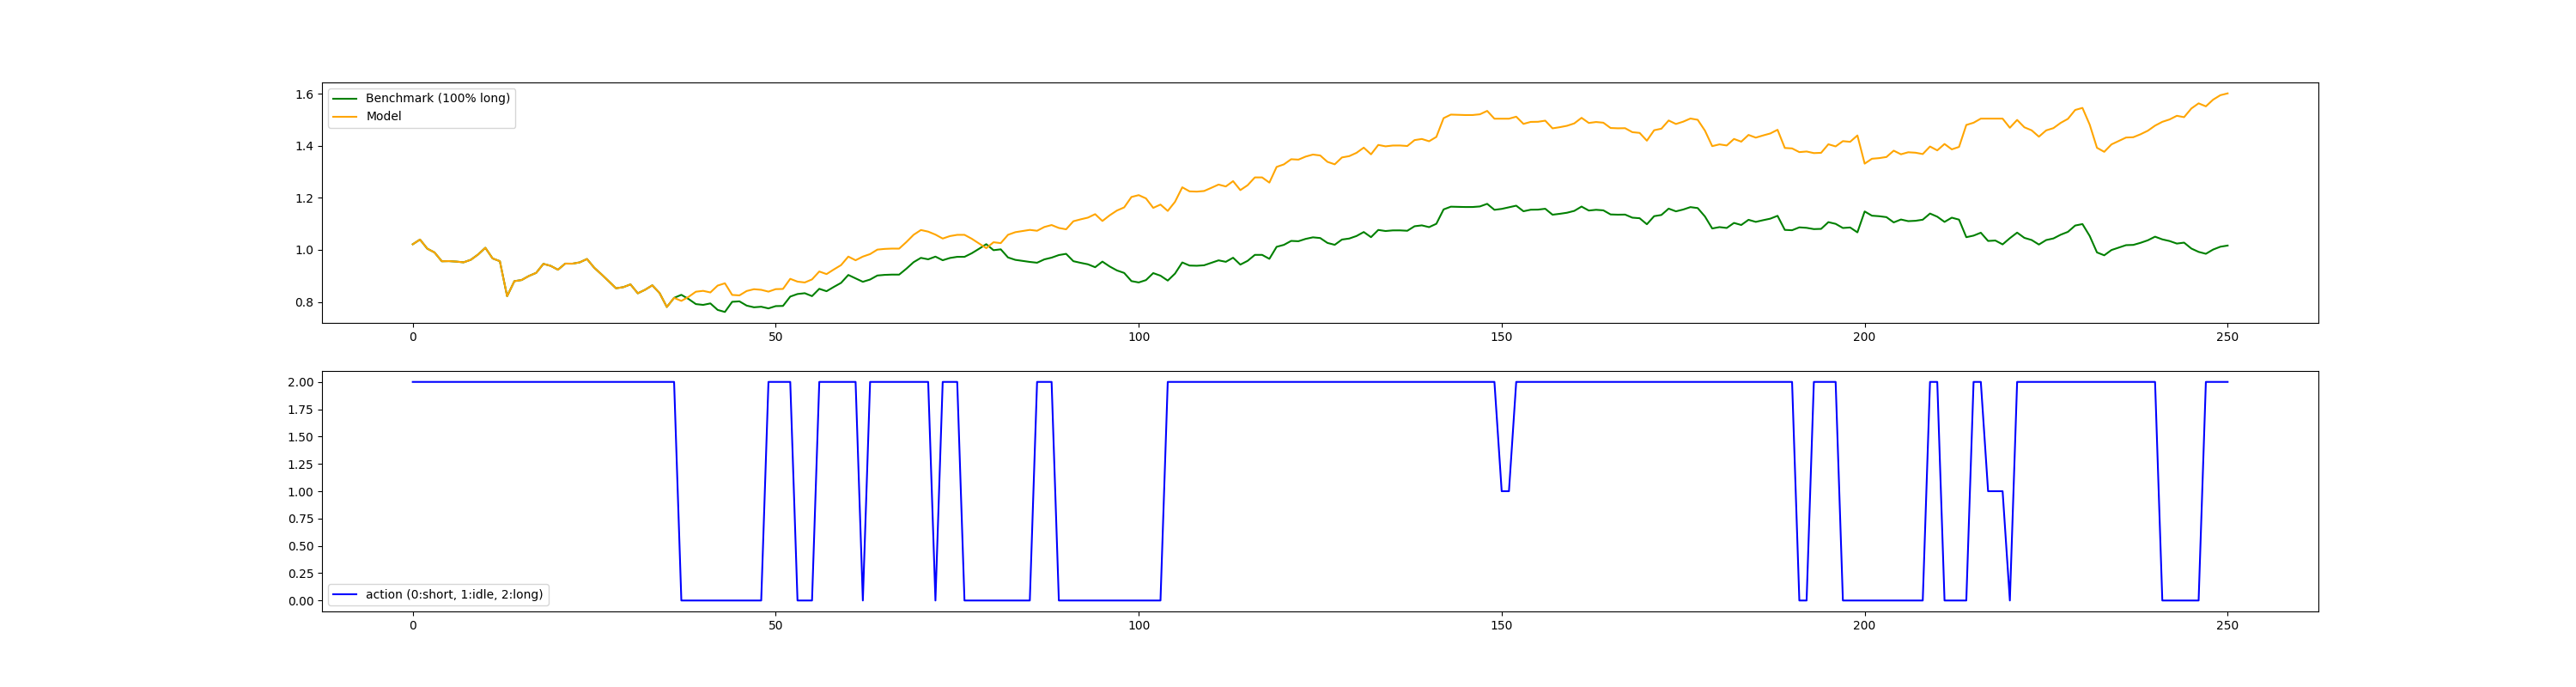 1.6
1.4
1.2
1.0
0.8
Benchmark (100% long)
Model
0 50 100 150 200 250
2.00
1.75
1.50
1.25
1.00
0.75
0.50
0.25
0.00
action (0:short, 1:idle, 2:long)
0 50 100 150 200 250